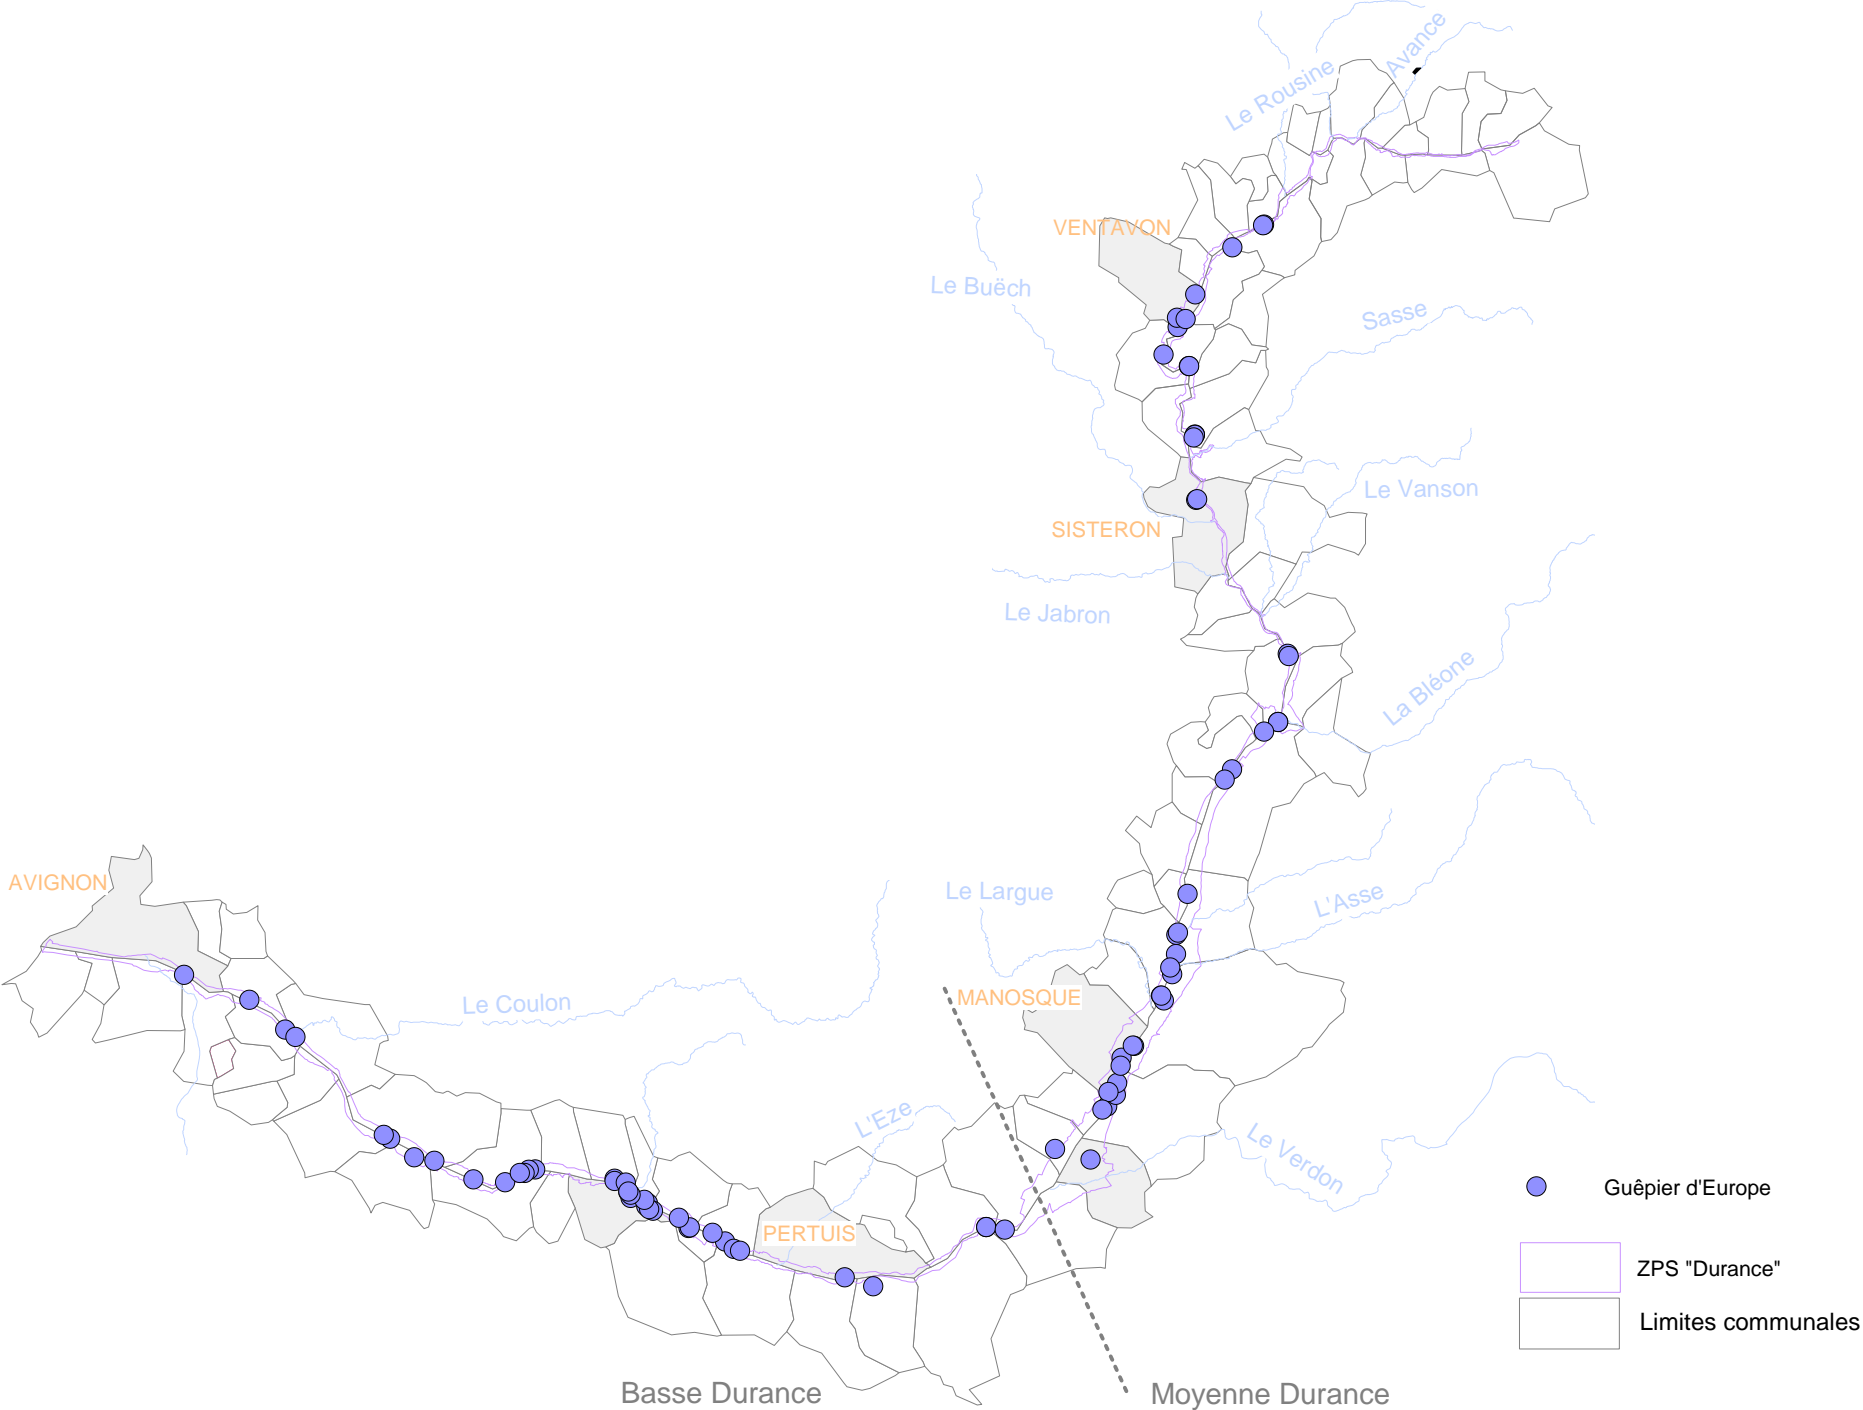 Avance
Le Rousine
VENTAVON
Le Buëch
Sasse
Le Vanson
SISTERON
Le Jabron
La Bléone
AVIGNON
Le Largue
L'Asse
MANOSQUE
Le Coulon
L'Eze
Le Verdon
Guêpier d'Europe
PERTUIS
ZPS "Durance"
Limites communales
Basse Durance
Moyenne Durance